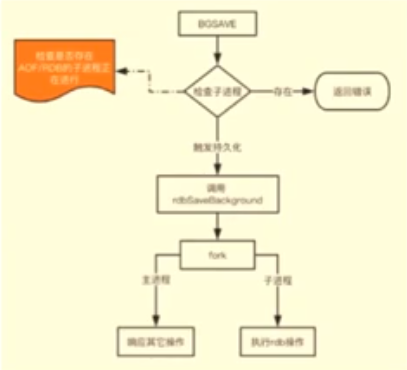 BGSAVE
检查是否存在
AOF/RDB的子进程正
在进行
检查子进程
存在
返回错误
触发持久化
调用
rdbSaveBackground
fork
主进程
子进程
响应其它操作
执行rdb操作